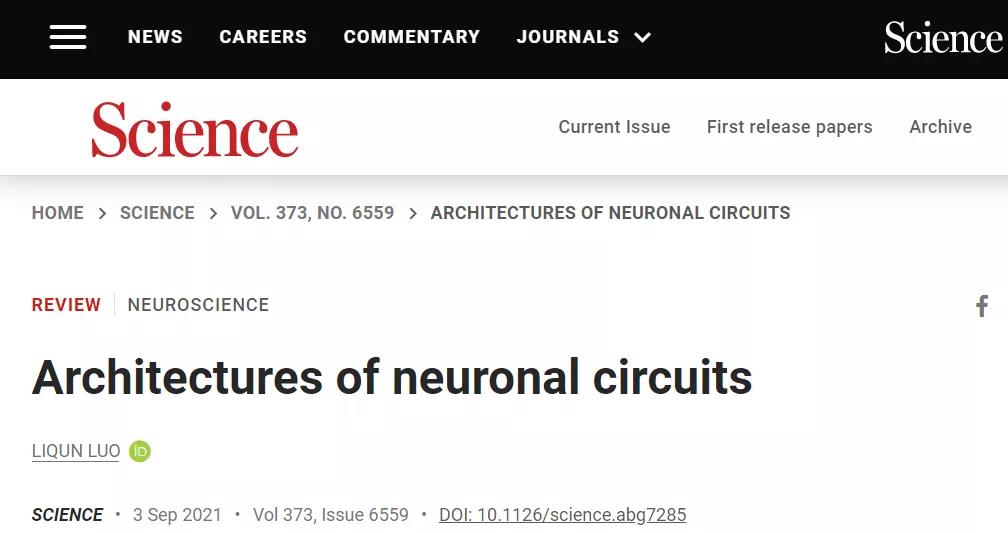 NEWS CAREERS COMMENTARY JOURNALS Science
Science Current Issue First release papers Archive
HOME > SCIENCE > VOL. 373, NO. 6559 > ARCHITECTURES OF NEURONAL CIRCUITS
REVIEW NEUROSCIENCE
Architectures of neuronal circuits
LIQUN LUO iD
SCIENCE • 3 Sep 2021 • Vol 373, Issue 6559 • DOI: 10.1126/science.abg7285